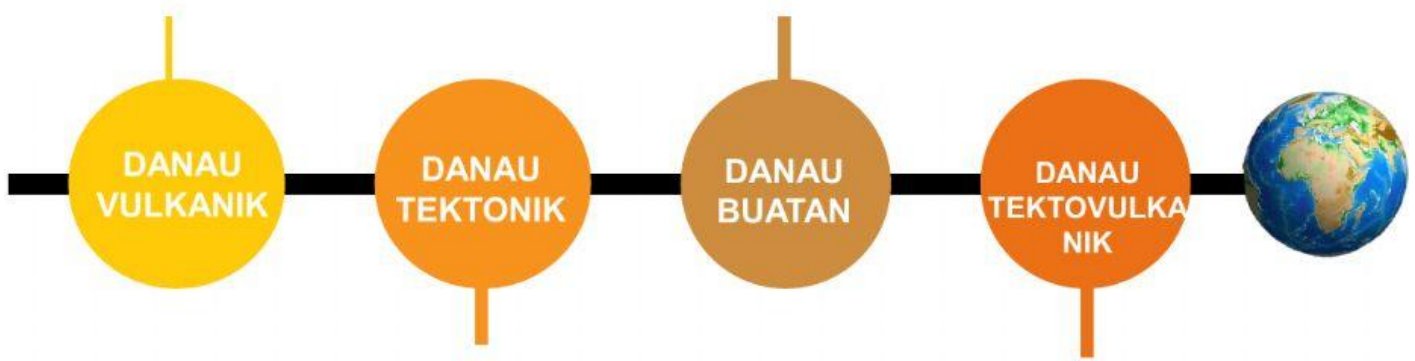 DANAU
VULKANIK
DANAU
TEKTONIK
DANAU
BUATAN
DANAU
TEKTOVULKA
NIK